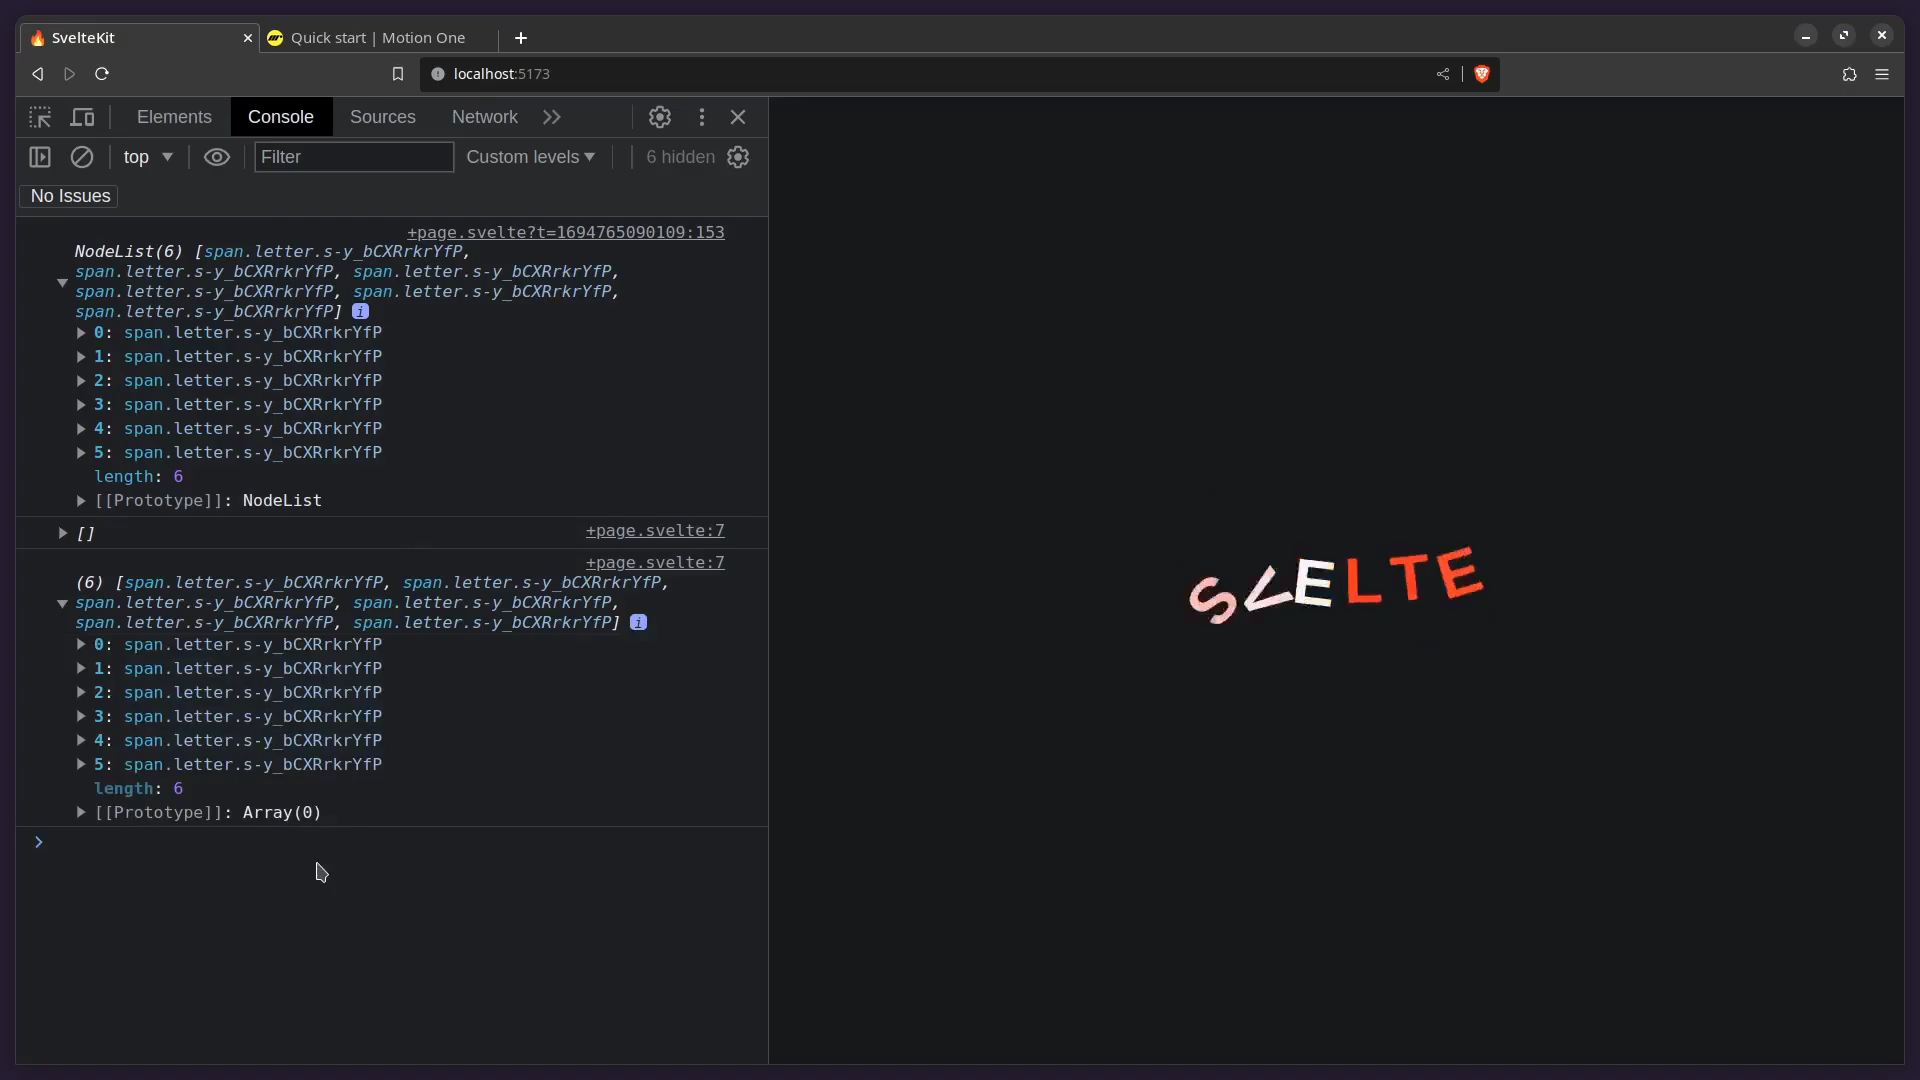 SvelteKit
Quick start | Motion One
localhost:5173
Elements Console Sources Network
top Filter Custom levels 6 hidden
No Issues
+page.svelte?t=1694765090109:153
NodeList(6) [span.letter.s-y_bCXRrkrYfP,
span.letter.s-y_bCXRrkrYfP, span.letter.s-y_bCXRrkrYfP,
span.letter.s-y_bCXRrkrYfP, span.letter.s-y_bCXRrkrYfP,
span.letter.s-y_bCXRrkrYfP] i
0: span.letter.s-y_bCXRrkrYfP
1: span.letter.s-y_bCXRrkrYfP
2: span.letter.s-y_bCXRrkrYfP
3: span.letter.s-y_bCXRrkrYfP
4: span.letter.s-y_bCXRrkrYfP
5: span.letter.s-y_bCXRrkrYfP
length: 6
[[Prototype]]: NodeList
[] +page.svelte:7
+page.svelte:7
(6) [span.letter.s-y_bCXRrkrYfP, span.letter.s-y_bCXRrkrYfP,
span.letter.s-y_bCXRrkrYfP, span.letter.s-y_bCXRrkrYfP,
span.letter.s-y_bCXRrkrYfP, span.letter.s-y_bCXRrkrYfP] i
0: span.letter.s-y_bCXRrkrYfP
1: span.letter.s-y_bCXRrkrYfP
2: span.letter.s-y_bCXRrkrYfP
3: span.letter.s-y_bCXRrkrYfP
4: span.letter.s-y_bCXRrkrYfP
5: span.letter.s-y_bCXRrkrYfP
length: 6
[[Prototype]]: Array(0)
SVELTE